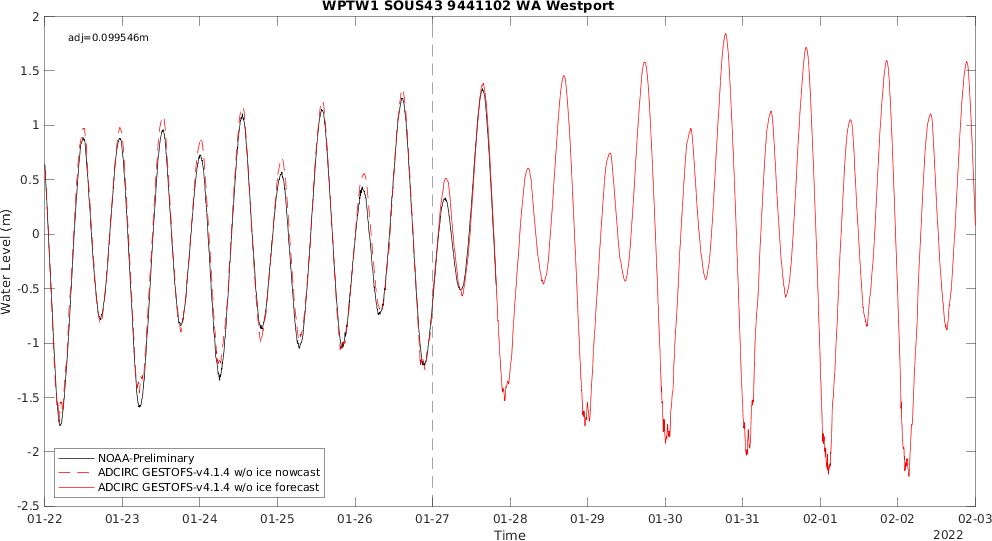 WPTW1 SOUS43 9441102 WA Westport
adj=0.099546m
2
1.5
1
0.5
0
-0.5
-1
-1.5
-2
-2.5
Water Level (m)
NOAA-Preliminary
ADCIRC GESTOFS-v4.1.4 w/o ice nowcast
ADCIRC GESTOFS-v4.1.4 w/o ice forecast
01-22 01-23 01-24 01-25 01-26 01-27 01-28 01-29 01-30 01-31 02-01 02-02 02-03
Time
2022